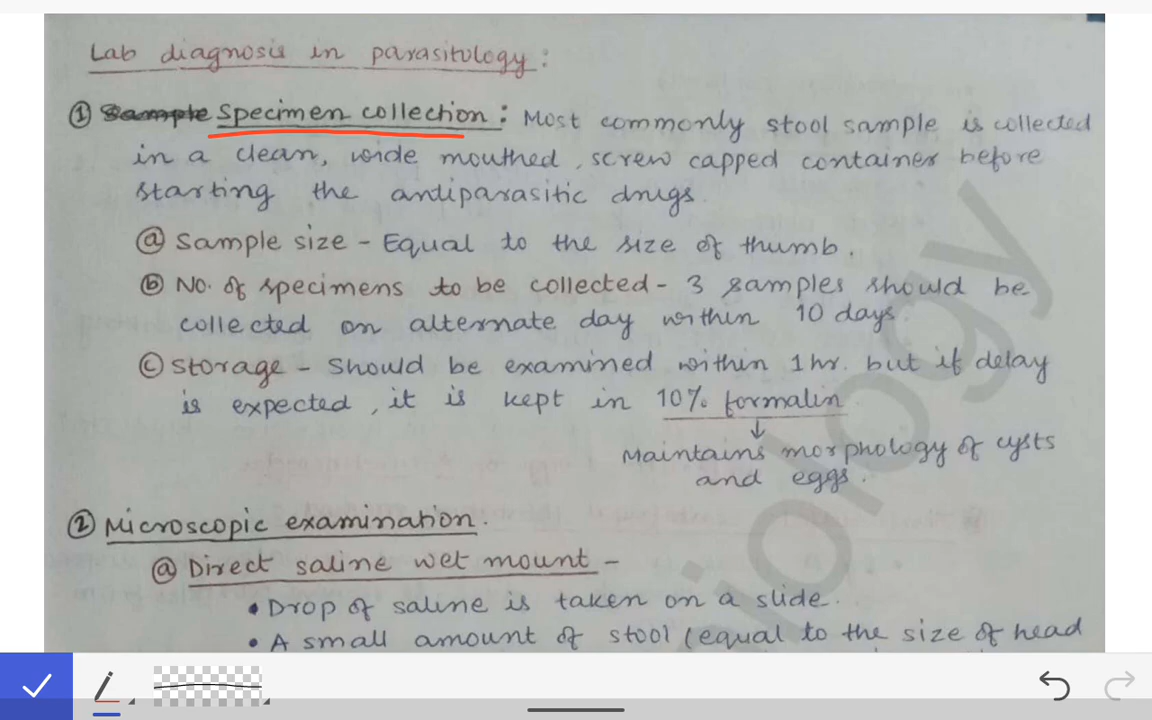 Lab diagnosis in parasitology :
① Sample Specimen collection : Most commonly stool sample is collected
in a clean, wide mouthed, screw capped container before
starting the antiparasitic drugs.
ⓐ Sample size - Equal to the size of thumb.
ⓑ No. of specimens to be collected - 3 samples should be
collected on alternate day within 10 days.
ⓒ Storage - Should be examined within 1 hr. but if delay
is expected, it is kept in 10% formalin
↓
Maintains morphology of cysts
and eggs.
② Microscopic examination.
ⓐ Direct saline wet mount -
• Drop of saline is taken on a slide.
• A small amount of stool (equal to the size of head
iology